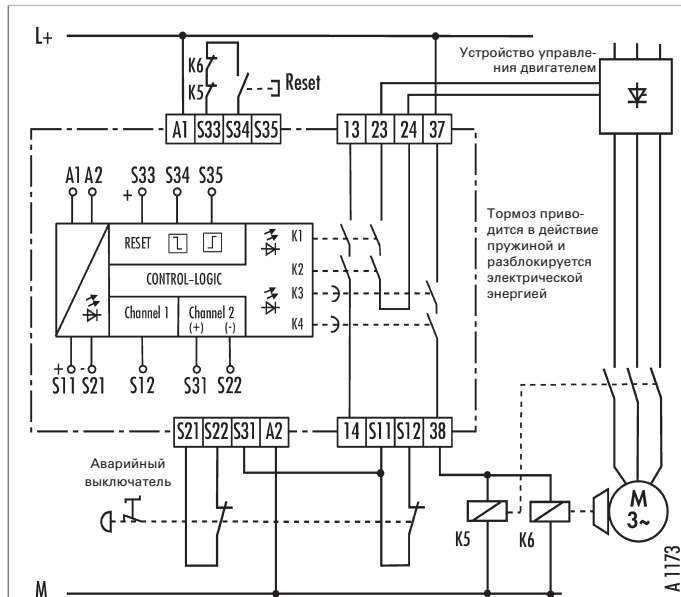 L+
K6
K5
Reset
Устройство управле-
ния двигателем
A1 S33 S34 S35
13 23 24 37
A1 A2 S33 S34 S35
+
RESET
CONTROL-LOGIC
Channel 1 Channel 2
(+) (-)
K1
K2
K3
K4
Тормоз приво-
дится в действие
пружиной и
разблокируется
электрической
энергией
+ -
S11 S21 S12 S31 S22
S21 S22 S31 A2
14 S11 S12 38
Аварийный
выключатель
K5 K6
M
3~
M
A 1173